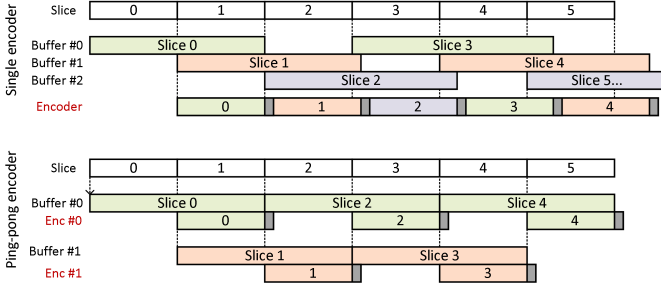 Single encoder
Slice 0 1 2 3 4 5
Buffer #0 Slice 0 Slice 3
Buffer #1 Slice 1 Slice 4
Buffer #2 Slice 2 Slice 5...
Encoder 0 1 2 3 4
Ping-pong encoder
Slice 0 1 2 3 4 5
Buffer #0 Slice 0 Slice 2 Slice 4
Enc #0 0 2 4
Buffer #1 Slice 1 Slice 3
Enc #1 1 3